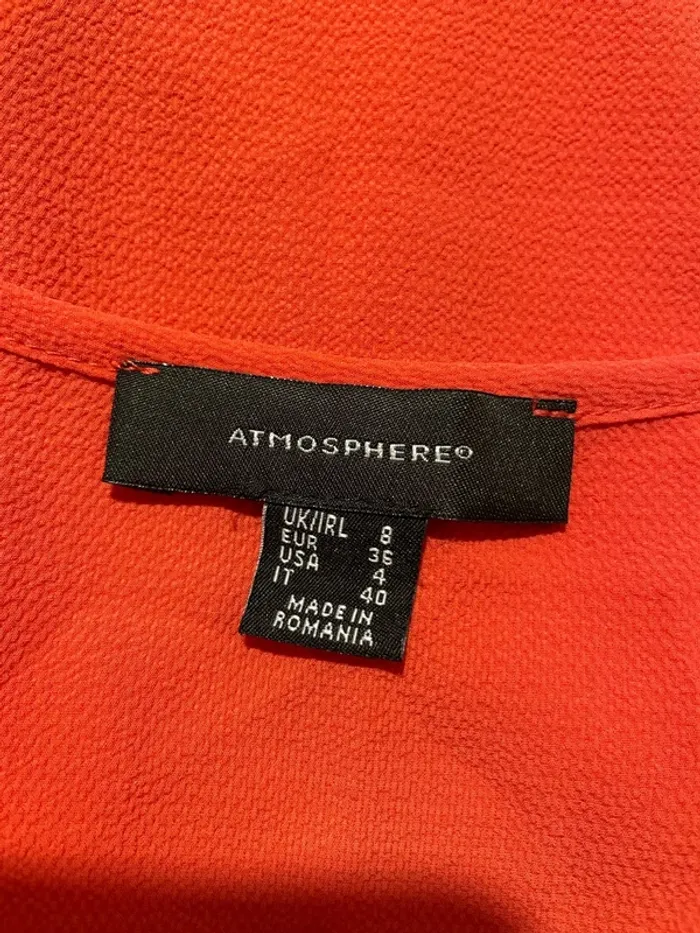 ATMOSPHERE®
UK/IRL 8
EUR 36
USA 4
IT 40
MADE IN
ROMANIA